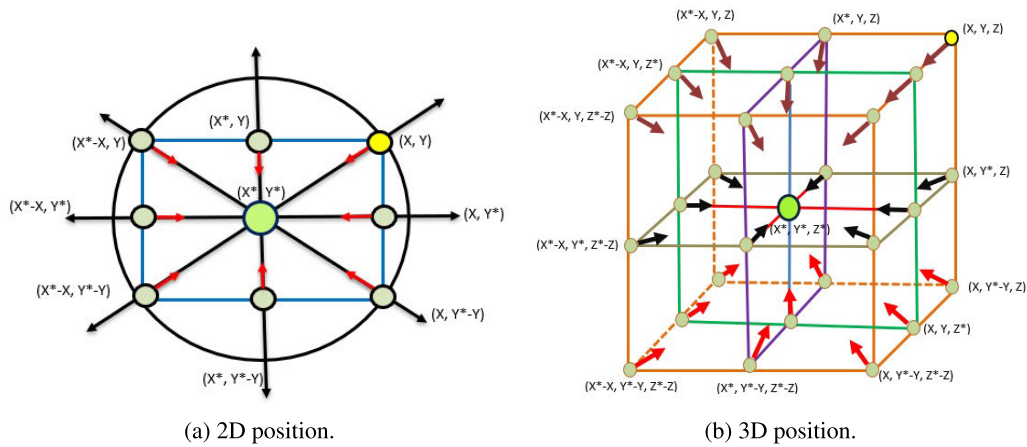 (X*-X, Y)
(X*, Y)
(X, Y)
(X*, Y*)
(X*-X, Y*)
(X, Y*)
(X*-X, Y*-Y)
(X, Y*-Y)
(X*, Y*-Y)
(a) 2D position.
(X*-X, Y, Z)
(X*, Y, Z)
(X, Y, Z)
(X*-X, Y, Z*)
(X*-X, Y, Z*-Z)
(X, Y*, Z)
(X*, Y*, Z*)
(X*-X, Y*, Z*-Z)
(X, Y*-Y, Z)
(X, Y, Z*)
(X*-X, Y*-Y, Z*-Z)
(X*, Y*-Y, Z*-Z)
(X, Y*-Y, Z*-Z)
(b) 3D position.